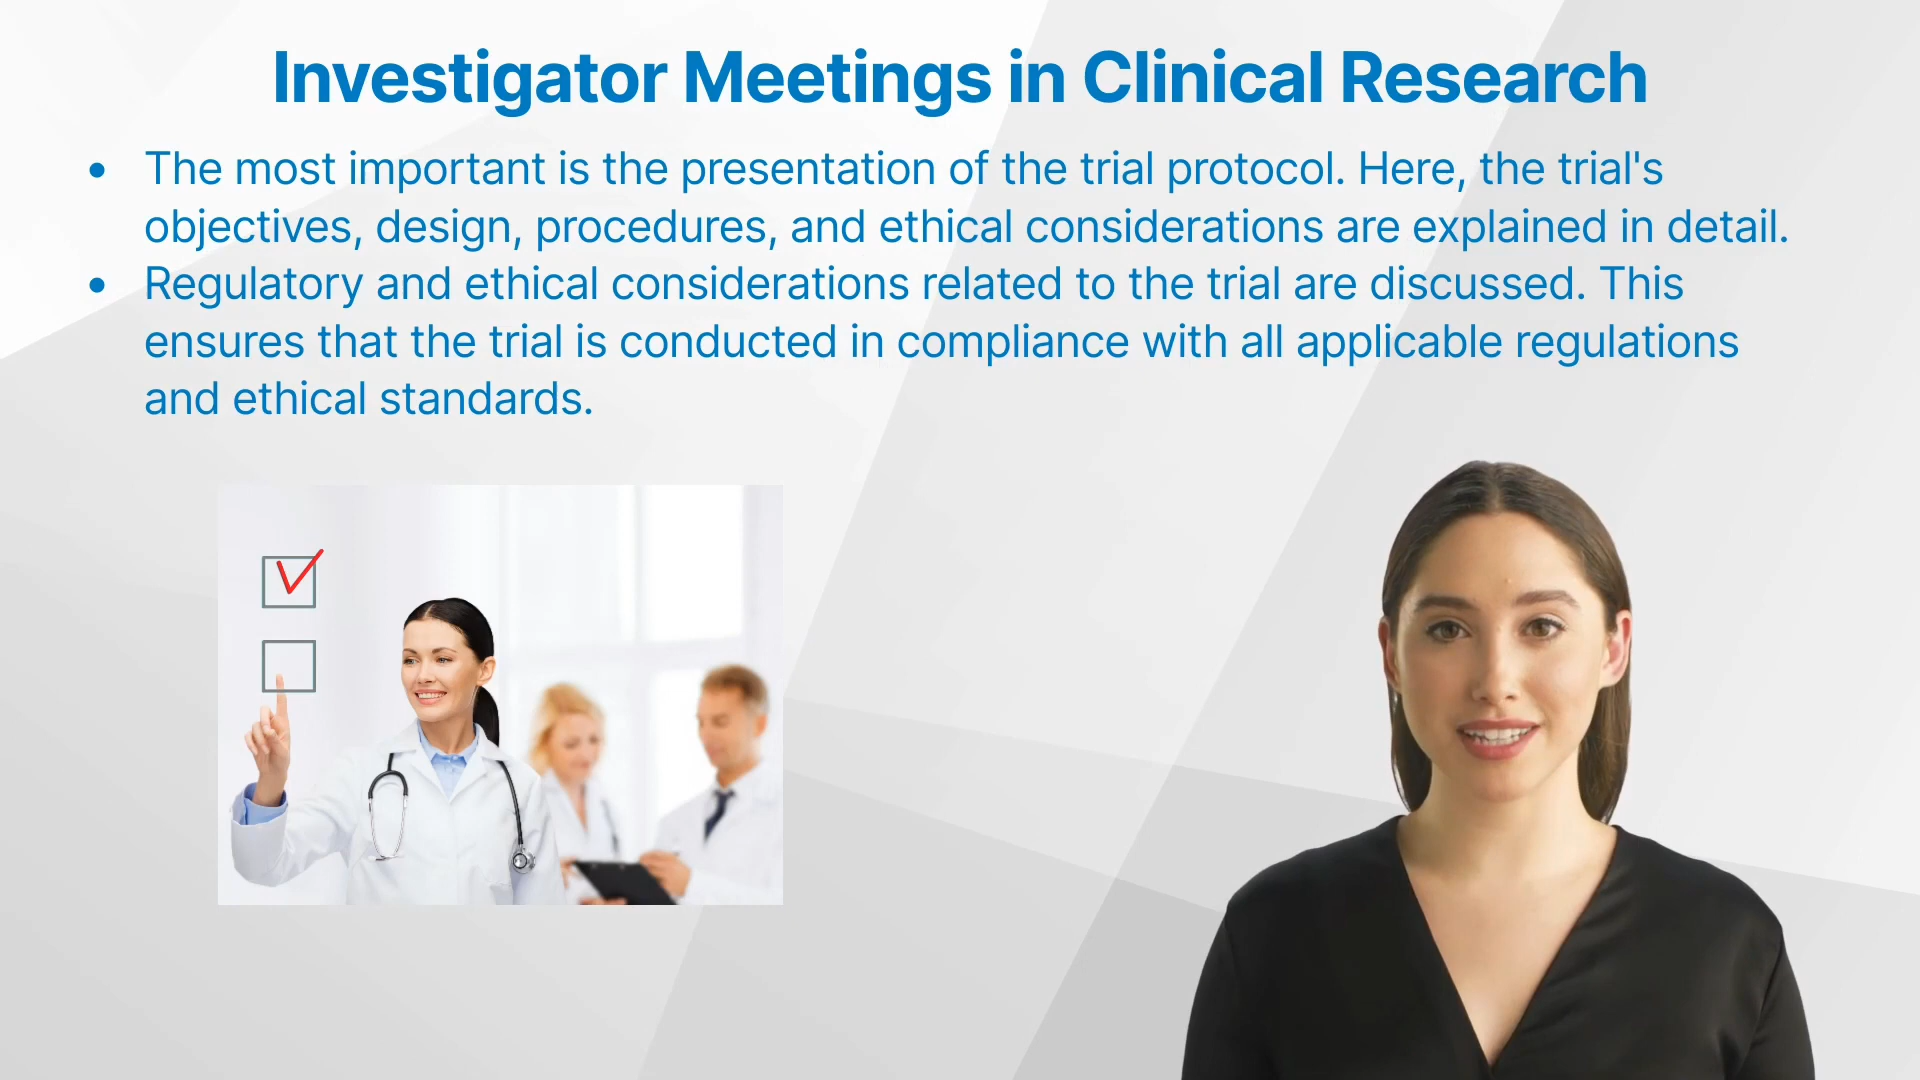 Investigator Meetings in Clinical Research
• The most important is the presentation of the trial protocol. Here, the trial's
objectives, design, procedures, and ethical considerations are explained in detail.
• Regulatory and ethical considerations related to the trial are discussed. This
ensures that the trial is conducted in compliance with all applicable regulations
and ethical standards.